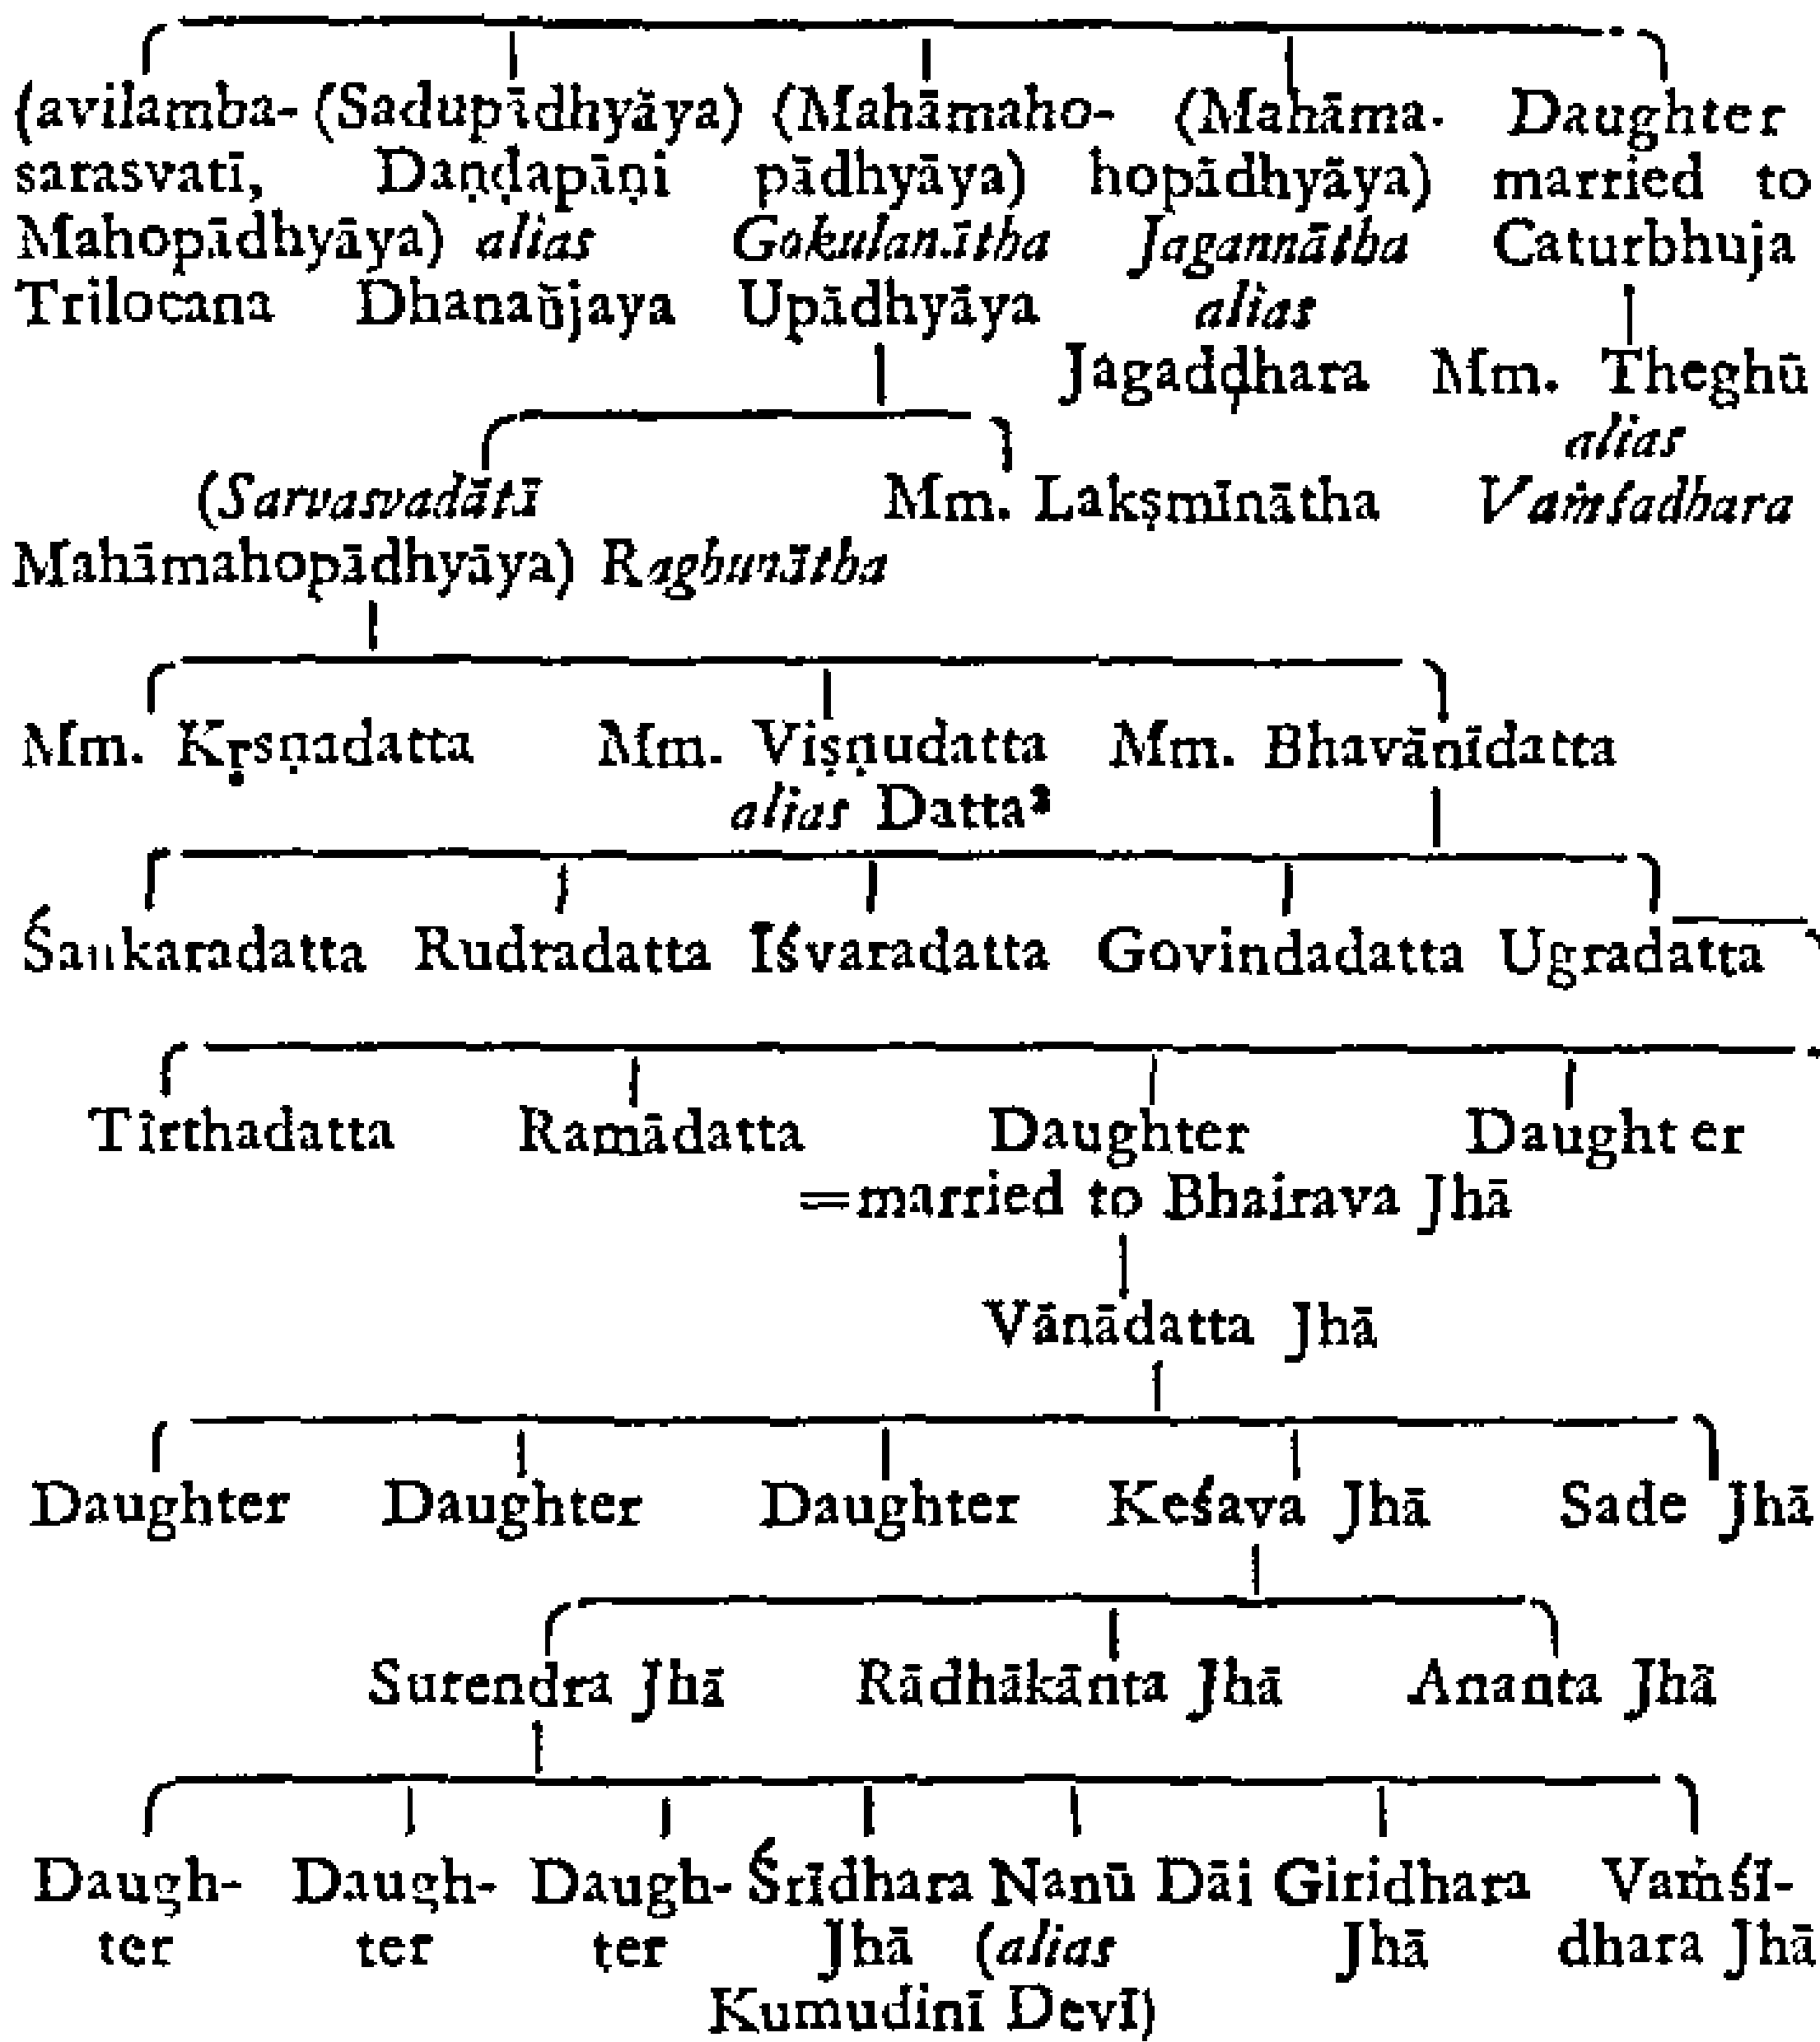 (avilamba- (Sadupādhyāya) (Mahāmaho- (Mahāma- Daughter
sarasvatī, Daṇḍapāṇi pādhyāya) hopādhyāya) married to
Mahopādhyāya) alias Gokulanātha Jagannātha Caturbhuja
Trilocana Dhanañjaya Upādhyāya alias
Jagaddhara Mm. Theghū
alias
(Sarvasvadātā Mm. Lakṣmīnātha Vaṁśadhara
Mahāmahopādhyāya) Raghunātha
Mm. Kṛsṇadatta Mm. Viṣṇudatta Mm. Bhavānīdatta
alias Datta²
Śaukaradatta Rudradatta Īśvaradatta Govindadatta Ugradatta
Tīrthadatta Ramādatta Daughter Daughter
=married to Bhairava Jhā
Vānādatta Jhā
Daughter Daughter Daughter Keśava Jhā Sade Jhā
Surendra Jhā Rādhākānta Jhā Ananta Jhā
Daugh- Daugh- Daugh- Śrīdhara Nanū Dāi Giridhara Vaṁśī-
ter ter ter Jhā (alias Jhā dhara Jhā
Kumudinī Devī)